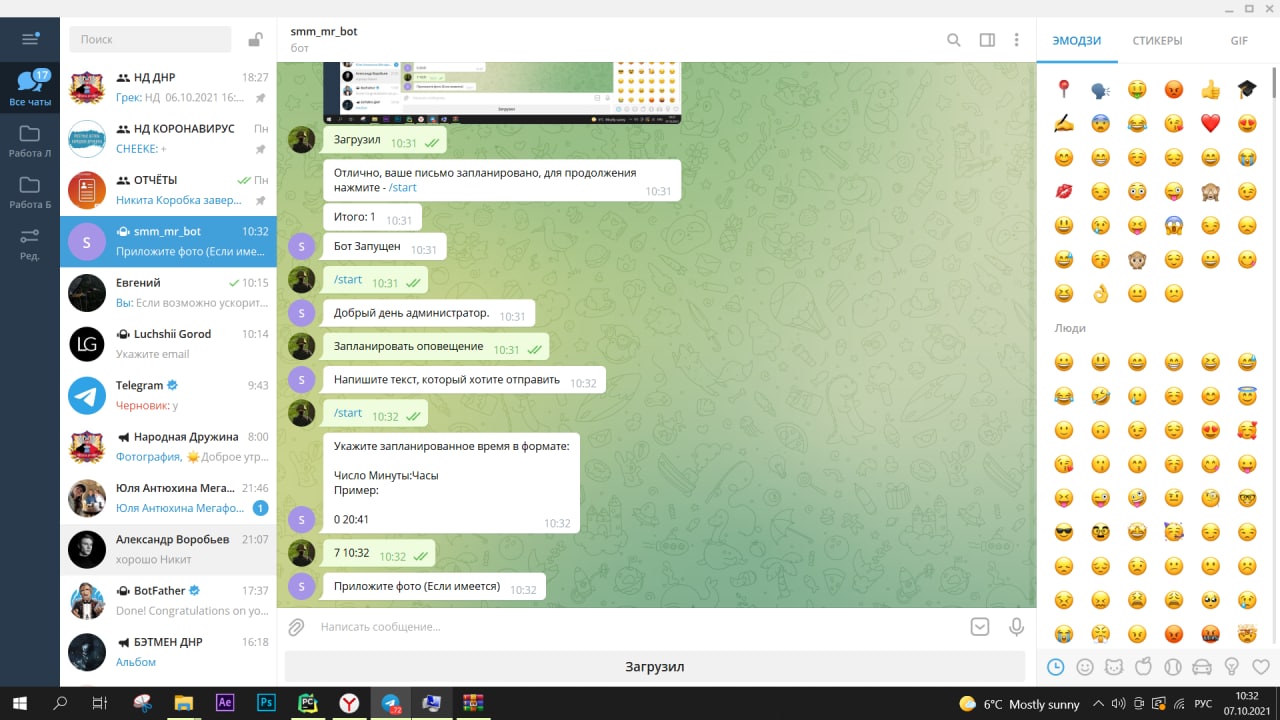 Поиск
17
Все чаты
Работа Л
Работа Б
Ред.
НД ДНР 18:27
Грек: НД 06.10.2021 16:...
НД КОРОНАВИРУС Пн
CHEEKE: +
ОТЧЁТЫ Пн
Никита Коробка завер...
S
smm_mr_bot 10:32
Приложите фото (Если име...
Евгений 10:15
Вы: Если возможно ускорит...
LG
Luchshii Gorod 10:14
Укажите email
Telegram 9:43
Черновик: у
Народная Дружина 8:00
Фотография, Доброе утр...
Юля Антюхина Мега... 21:46
Юля Антюхина Мегафо... 1
Александр Воробьев 21:07
хорошо Никит
BotFather 17:37
Done! Congratulations on yo...
БЭТМЕН ДНР 16:18
Альбом
smm_mr_bot
бот
Загрузил
Загрузил 10:31
Отлично, ваше письмо запланировано, для продолжения
нажмите - /start 10:31
Итого: 1 10:31
S
Бот Запущен 10:31
/start 10:31
S
Добрый день администратор. 10:31
Запланировать оповещение 10:31
S
Напишите текст, который хотите отправить 10:32
/start 10:32
Укажите запланированное время в формате:
Число Минуты:Часы
Пример:
0 20:41 10:32
S
7 10:32 10:32
S
Приложите фото (Если имеется) 10:32
Написать сообщение...
Загрузил
ЭМОДЗИ СТИКЕРЫ GIF
Люди
Ae
Ps
PC
Y
72
6°C Mostly sunny
РУС
10:32
07.10.2021